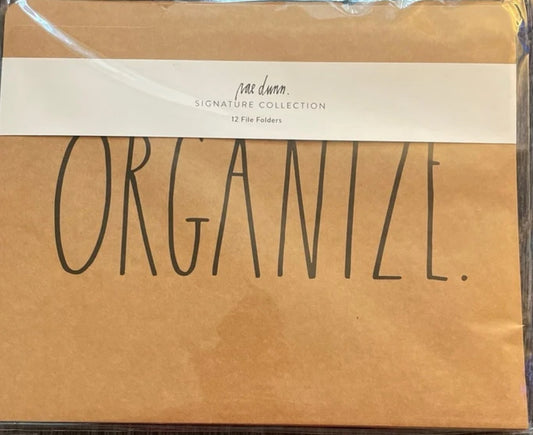 rae dunn.
SIGNATURE COLLECTION
12 File Folders
ORGANIZE.